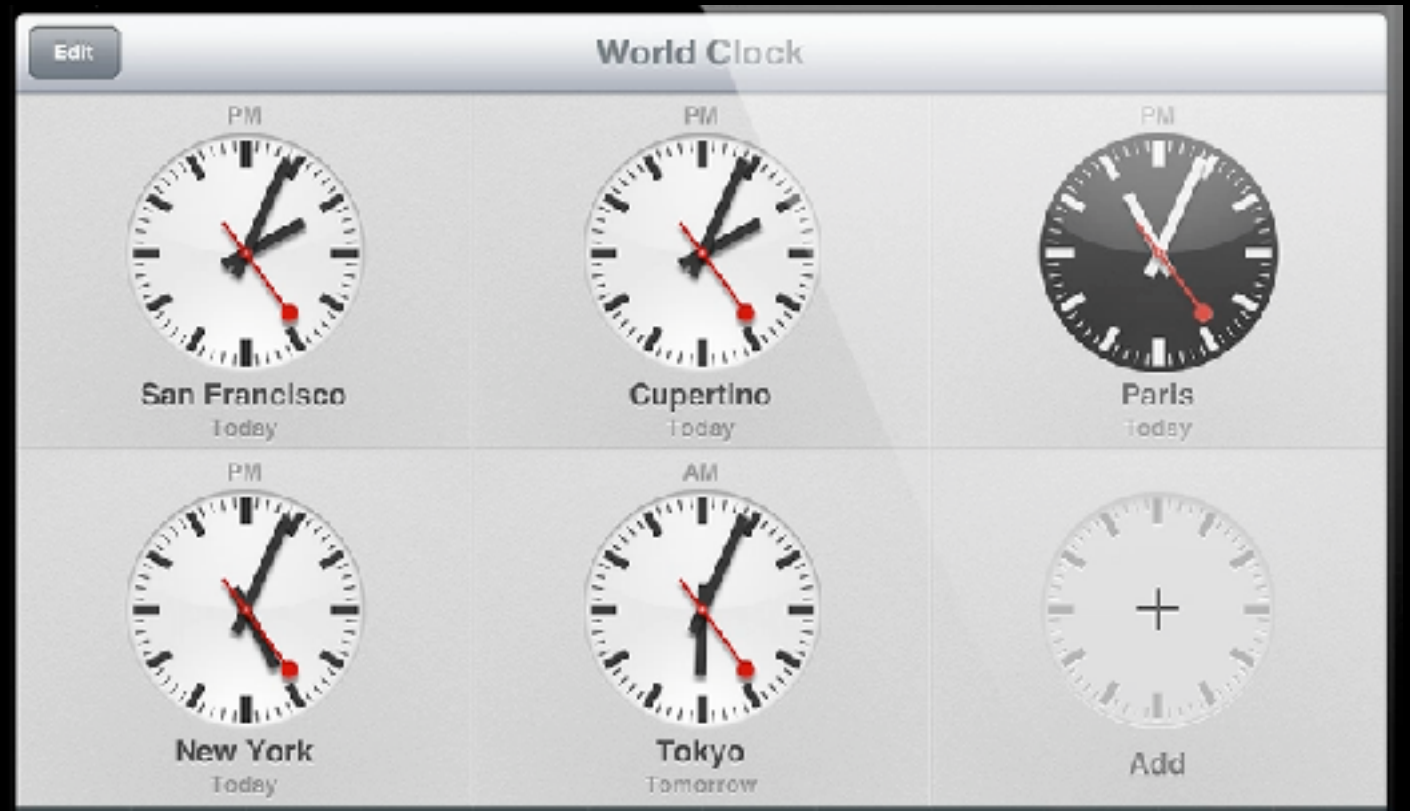 Edit
World Clock
PM
PM
PM
San Francisco
Cupertino
Paris
Today
Today
Today
PM
AM
New York
Tokyo
Add
Today
Tomorrow